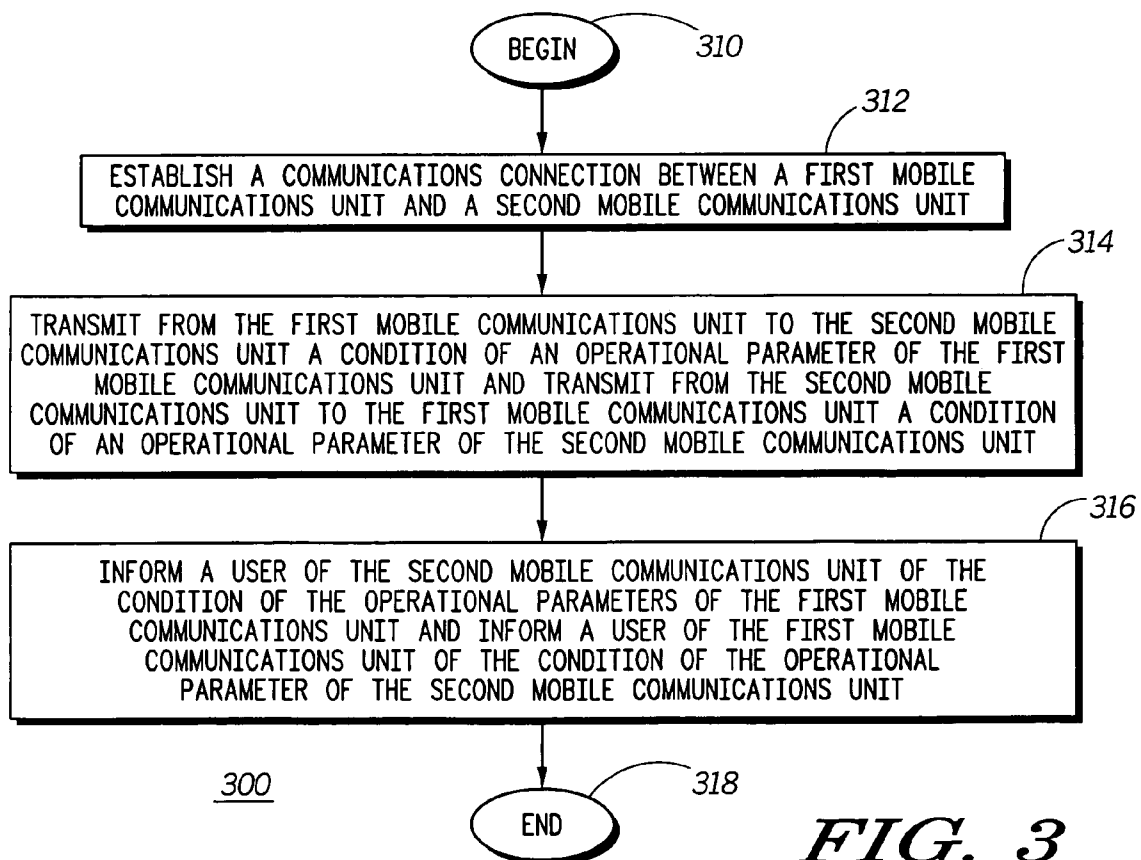 BEGIN
310
312
ESTABLISH A COMMUNICATIONS CONNECTION BETWEEN A FIRST MOBILE
COMMUNICATIONS UNIT AND A SECOND MOBILE COMMUNICATIONS UNIT
314
TRANSMIT FROM THE FIRST MOBILE COMMUNICATIONS UNIT TO THE SECOND MOBILE
COMMUNICATIONS UNIT A CONDITION OF AN OPERATIONAL PARAMETER OF THE FIRST
MOBILE COMMUNICATIONS UNIT AND TRANSMIT FROM THE SECOND MOBILE
COMMUNICATIONS UNIT TO THE FIRST MOBILE COMMUNICATIONS UNIT A CONDITION
OF AN OPERATIONAL PARAMETER OF THE SECOND MOBILE COMMUNICATIONS UNIT
316
INFORM A USER OF THE SECOND MOBILE COMMUNICATIONS UNIT OF THE
CONDITION OF THE OPERATIONAL PARAMETERS OF THE FIRST MOBILE
COMMUNICATIONS UNIT AND INFORM A USER OF THE FIRST MOBILE
COMMUNICATIONS UNIT OF THE CONDITION OF THE OPERATIONAL
PARAMETER OF THE SECOND MOBILE COMMUNICATIONS UNIT
300
318
END
FIG. 3